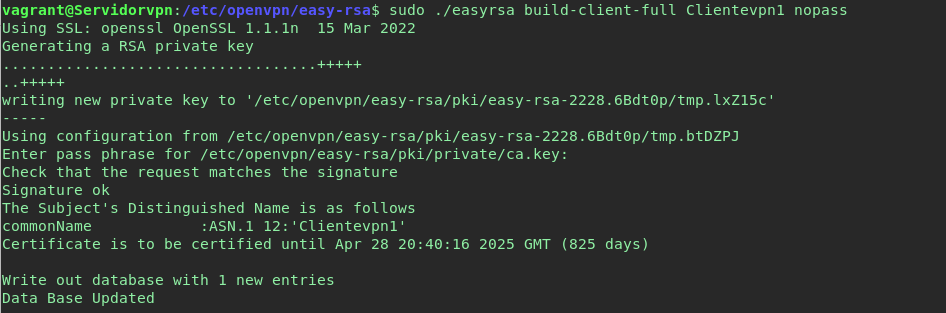 vagrant@Servidorvpn:/etc/openvpn/easy-rsa$ sudo ./easyrsa build-client-full Clientevpn1 nopass
Using SSL: openssl OpenSSL 1.1.1n  15 Mar 2022
Generating a RSA private key
...................................+++++
..+++++
writing new private key to '/etc/openvpn/easy-rsa/pki/easy-rsa-2228.6Bdt0p/tmp.lxZ15c'
-----
Using configuration from /etc/openvpn/easy-rsa/pki/easy-rsa-2228.6Bdt0p/tmp.btDZPJ
Enter pass phrase for /etc/openvpn/easy-rsa/pki/private/ca.key:
Check that the request matches the signature
Signature ok
The Subject's Distinguished Name is as follows
commonName            :ASN.1 12:'Clientevpn1'
Certificate is to be certified until Apr 28 20:40:16 2025 GMT (825 days)

Write out database with 1 new entries
Data Base Updated